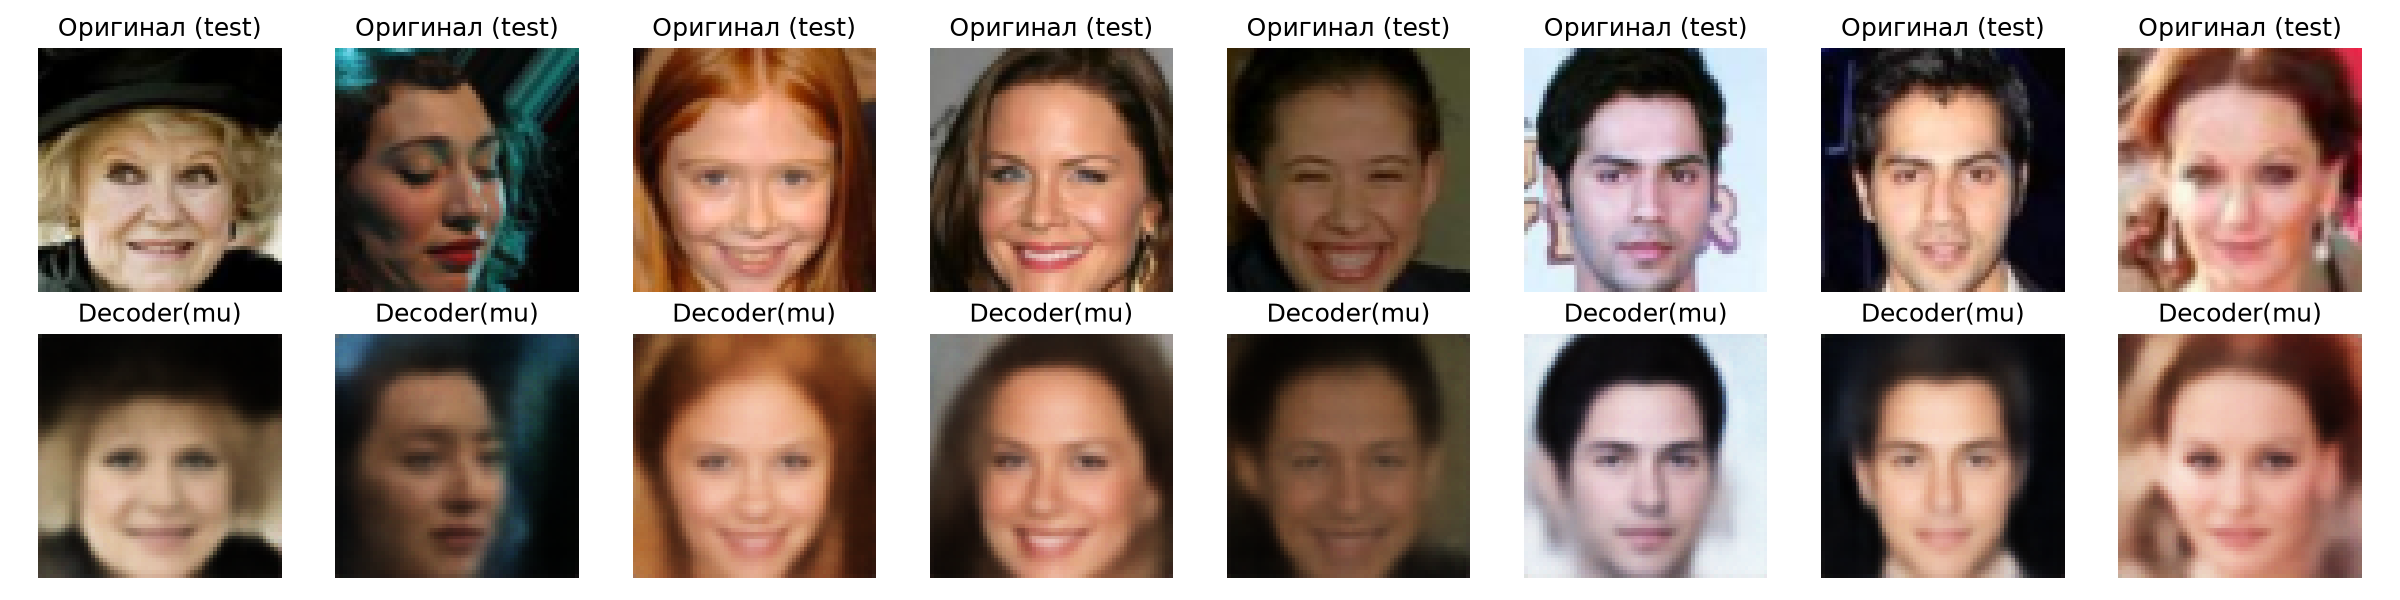 Оригинал (test) Оригинал (test) Оригинал (test) Оригинал (test) Оригинал (test) Оригинал (test) Оригинал (test) Оригинал (test)
Decoder(mu) Decoder(mu) Decoder(mu) Decoder(mu) Decoder(mu) Decoder(mu) Decoder(mu) Decoder(mu)